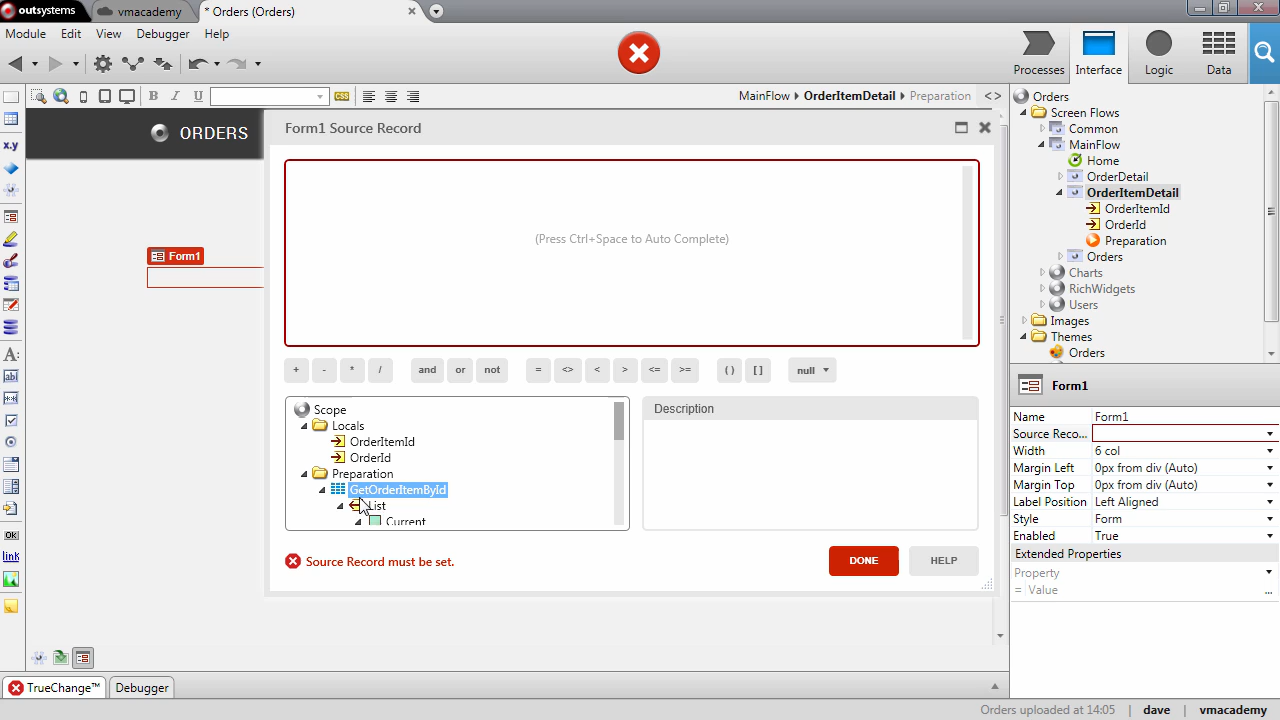 outsystems
vmacademy
* Orders (Orders)
Module Edit View Debugger Help
Processes Interface Logic Data
B I U
MainFlow OrderItemDetail Preparation <>
ORDERS
Form1
Form1 Source Record
(Press Ctrl+Space to Auto Complete)
+ - * / and or not = <> < > <= >= ( ) [ ] null
Scope
Locals
OrderItemId
OrderId
Preparation
GetOrderItemById
List
Current
Description
Source Record must be set.
DONE HELP
x.y
A:
ab
OK
link
Orders
Screen Flows
Common
MainFlow
Home
OrderDetail
OrderItemDetail
OrderItemId
OrderId
Preparation
Orders
Charts
RichWidgets
Users
Images
Themes
Orders
Form1
Name Form1
Source Reco...
Width 6 col
Margin Left 0px from div (Auto)
Margin Top 0px from div (Auto)
Label Position Left Aligned
Style Form
Enabled True
Extended Properties
Property
= Value ...
TrueChange™ Debugger
Orders uploaded at 14:05 | dave | vmacademy